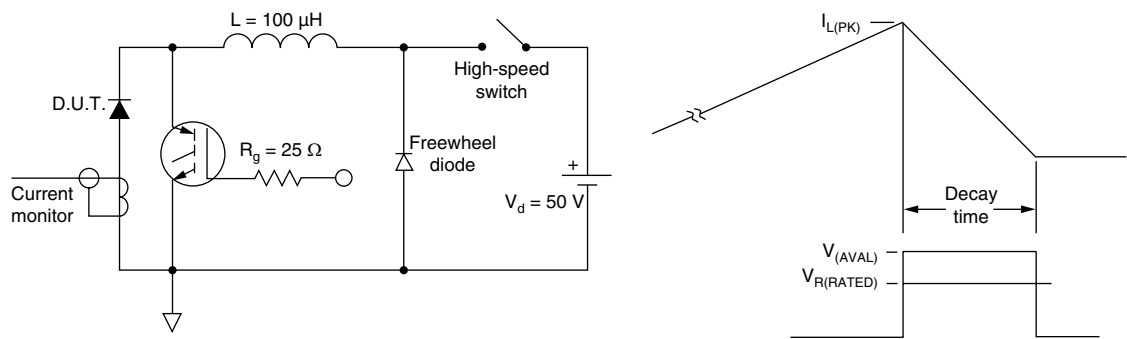 L = 100 µH
D.U.T.
High-speed
switch
R_g = 25 Ω
Freewheel
diode
+
Current
monitor
V_d = 50 V
I_L(PK)
Decay
time
V_(AVAL)
V_R(RATED)